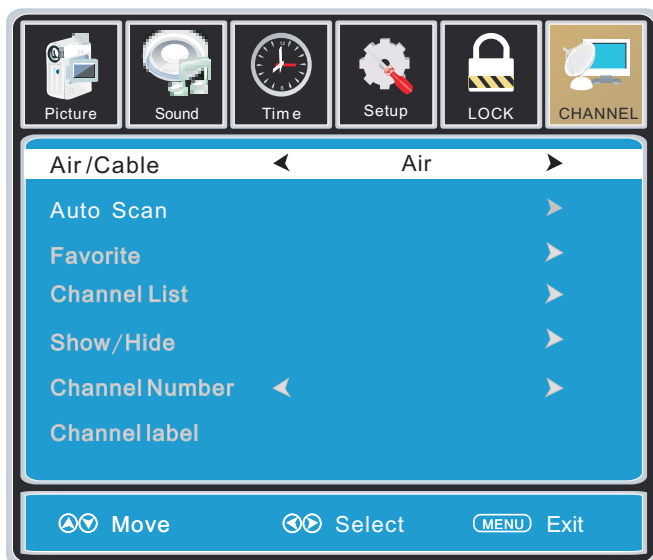 Picture Sound Time Setup LOCK CHANNEL
Air/Cable Air
Auto Scan
Favorite
Channel List
Show/Hide
Channel Number
Channel label
Move Select MENU Exit